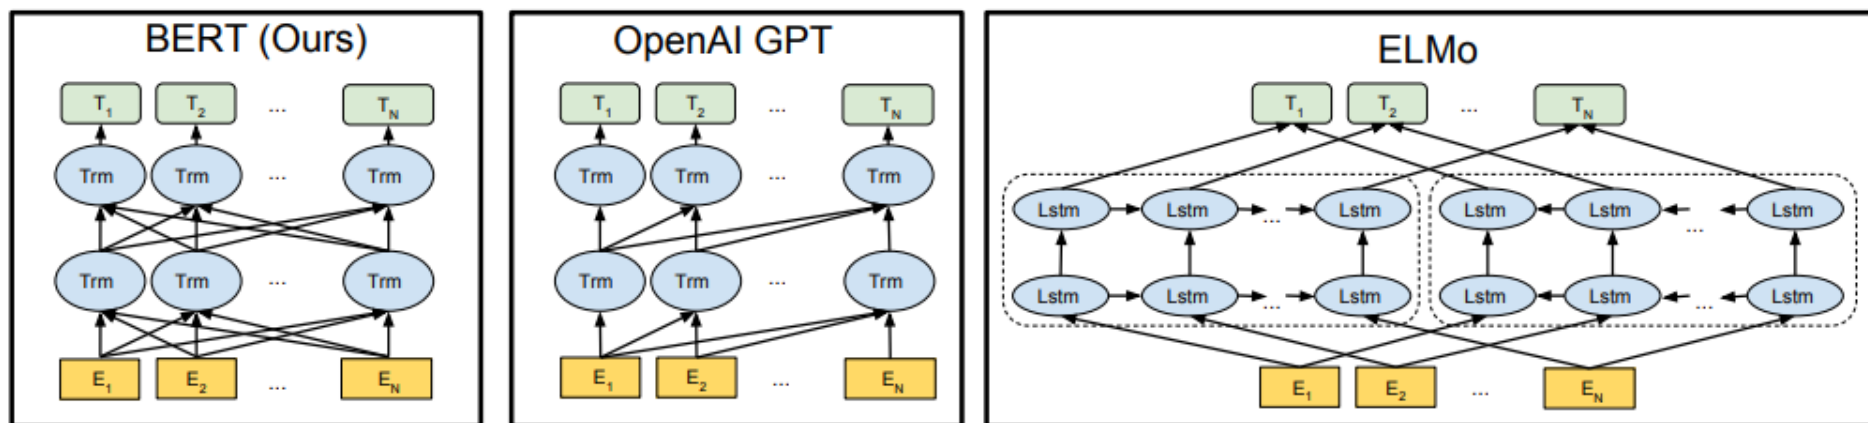 BERT (Ours)
T1 T2 ... TN
Trm Trm ... Trm
Trm Trm ... Trm
E1 E2 ... EN
OpenAI GPT
T1 T2 ... TN
Trm Trm ... Trm
Trm Trm ... Trm
E1 E2 ... EN
ELMo
T1 T2 ... TN
Lstm Lstm ... Lstm Lstm Lstm ... Lstm
Lstm Lstm ... Lstm Lstm Lstm ... Lstm
E1 E2 ... EN